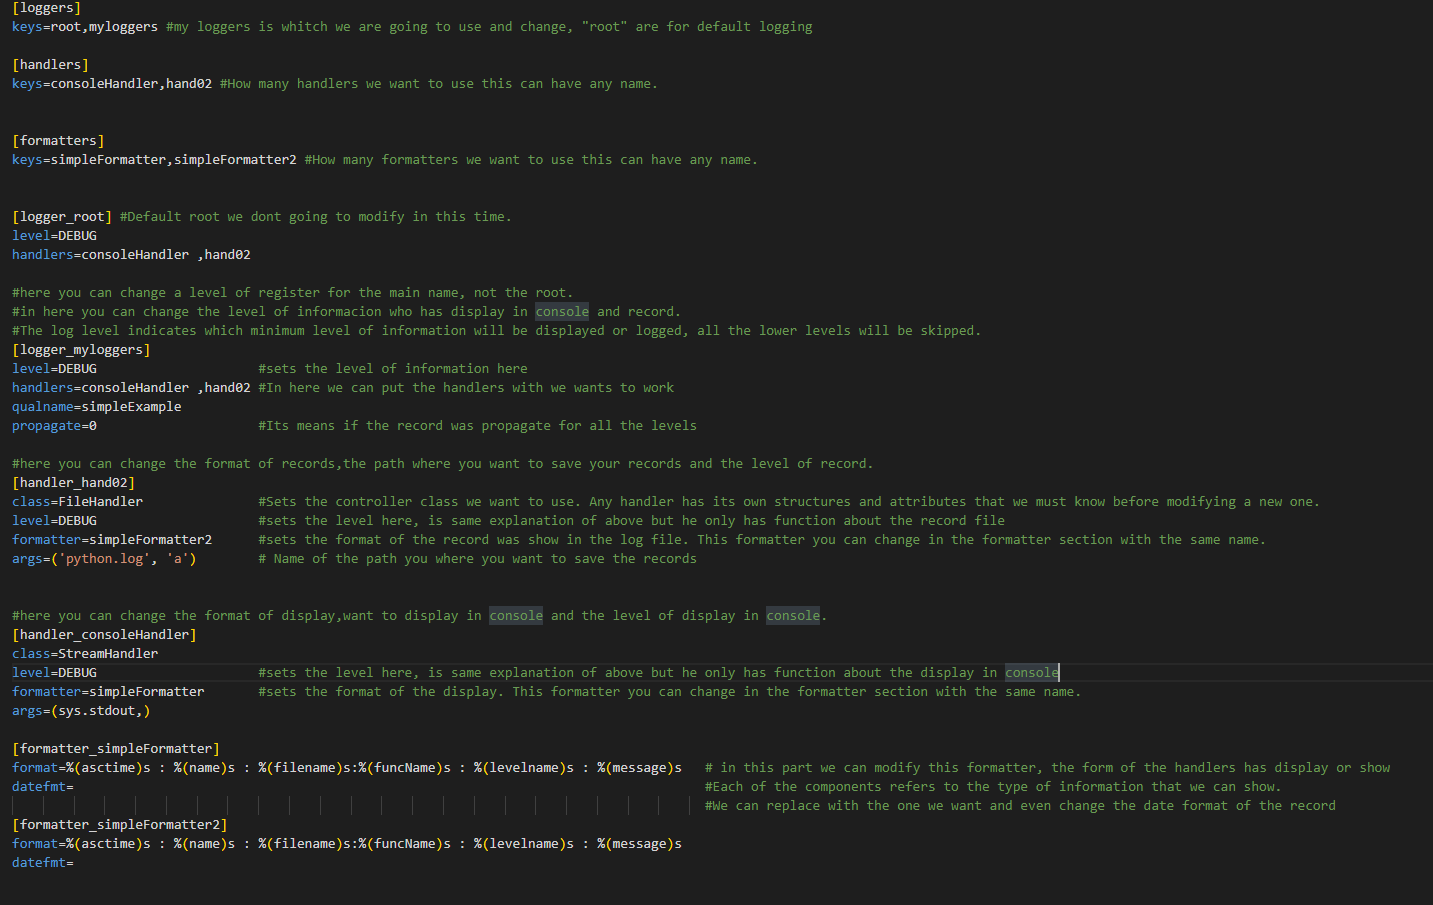 [loggers]
keys=root,myloggers #my loggers is whitch we are going to use and change, "root" are for default logging
[handlers]
keys=consoleHandler,hand02 #How many handlers we want to use this can have any name.
[formatters]
keys=simpleFormatter,simpleFormatter2 #How many formatters we want to use this can have any name.
[logger_root] #Default root we dont going to modify in this time.
level=DEBUG
handlers=consoleHandler ,hand02
#here you can change a level of register for the main name, not the root.
#in here you can change the level of informacion who has display in console and record.
#The log level indicates which minimum level of information will be displayed or logged, all the lower levels will be skipped.
[logger_myloggers]
level=DEBUG #sets the level of information here
handlers=consoleHandler ,hand02 #In here we can put the handlers with we wants to work
qualname=simpleExample
propagate=0 #Its means if the record was propagate for all the levels
#here you can change the format of records,the path where you want to save your records and the level of record.
[handler_hand02]
class=FileHandler #Sets the controller class we want to use. Any handler has its own structures and attributes that we must know before modifying a new one.
level=DEBUG #sets the level here, is same explanation of above but he only has function about the record file
formatter=simpleFormatter2 #sets the format of the record was show in the log file. This formatter you can change in the formatter section with the same name.
args=('python.log', 'a') # Name of the path you where you want to save the records
#here you can change the format of display,want to display in console and the level of display in console.
[handler_consoleHandler]
class=StreamHandler
level=DEBUG #sets the level here, is same explanation of above but he only has function about the display in console
formatter=simpleFormatter #sets the format of the display. This formatter you can change in the formatter section with the same name.
args=(sys.stdout,)
[formatter_simpleFormatter]
format=%(asctime)s : %(name)s : %(filename)s:%(funcName)s : %(levelname)s : %(message)s # in this part we can modify this formatter, the form of the handlers has display or show
datefmt= #Each of the components refers to the type of information that we can show.
#We can replace with the one we want and even change the date format of the record
[formatter_simpleFormatter2]
format=%(asctime)s : %(name)s : %(filename)s:%(funcName)s : %(levelname)s : %(message)s
datefmt=